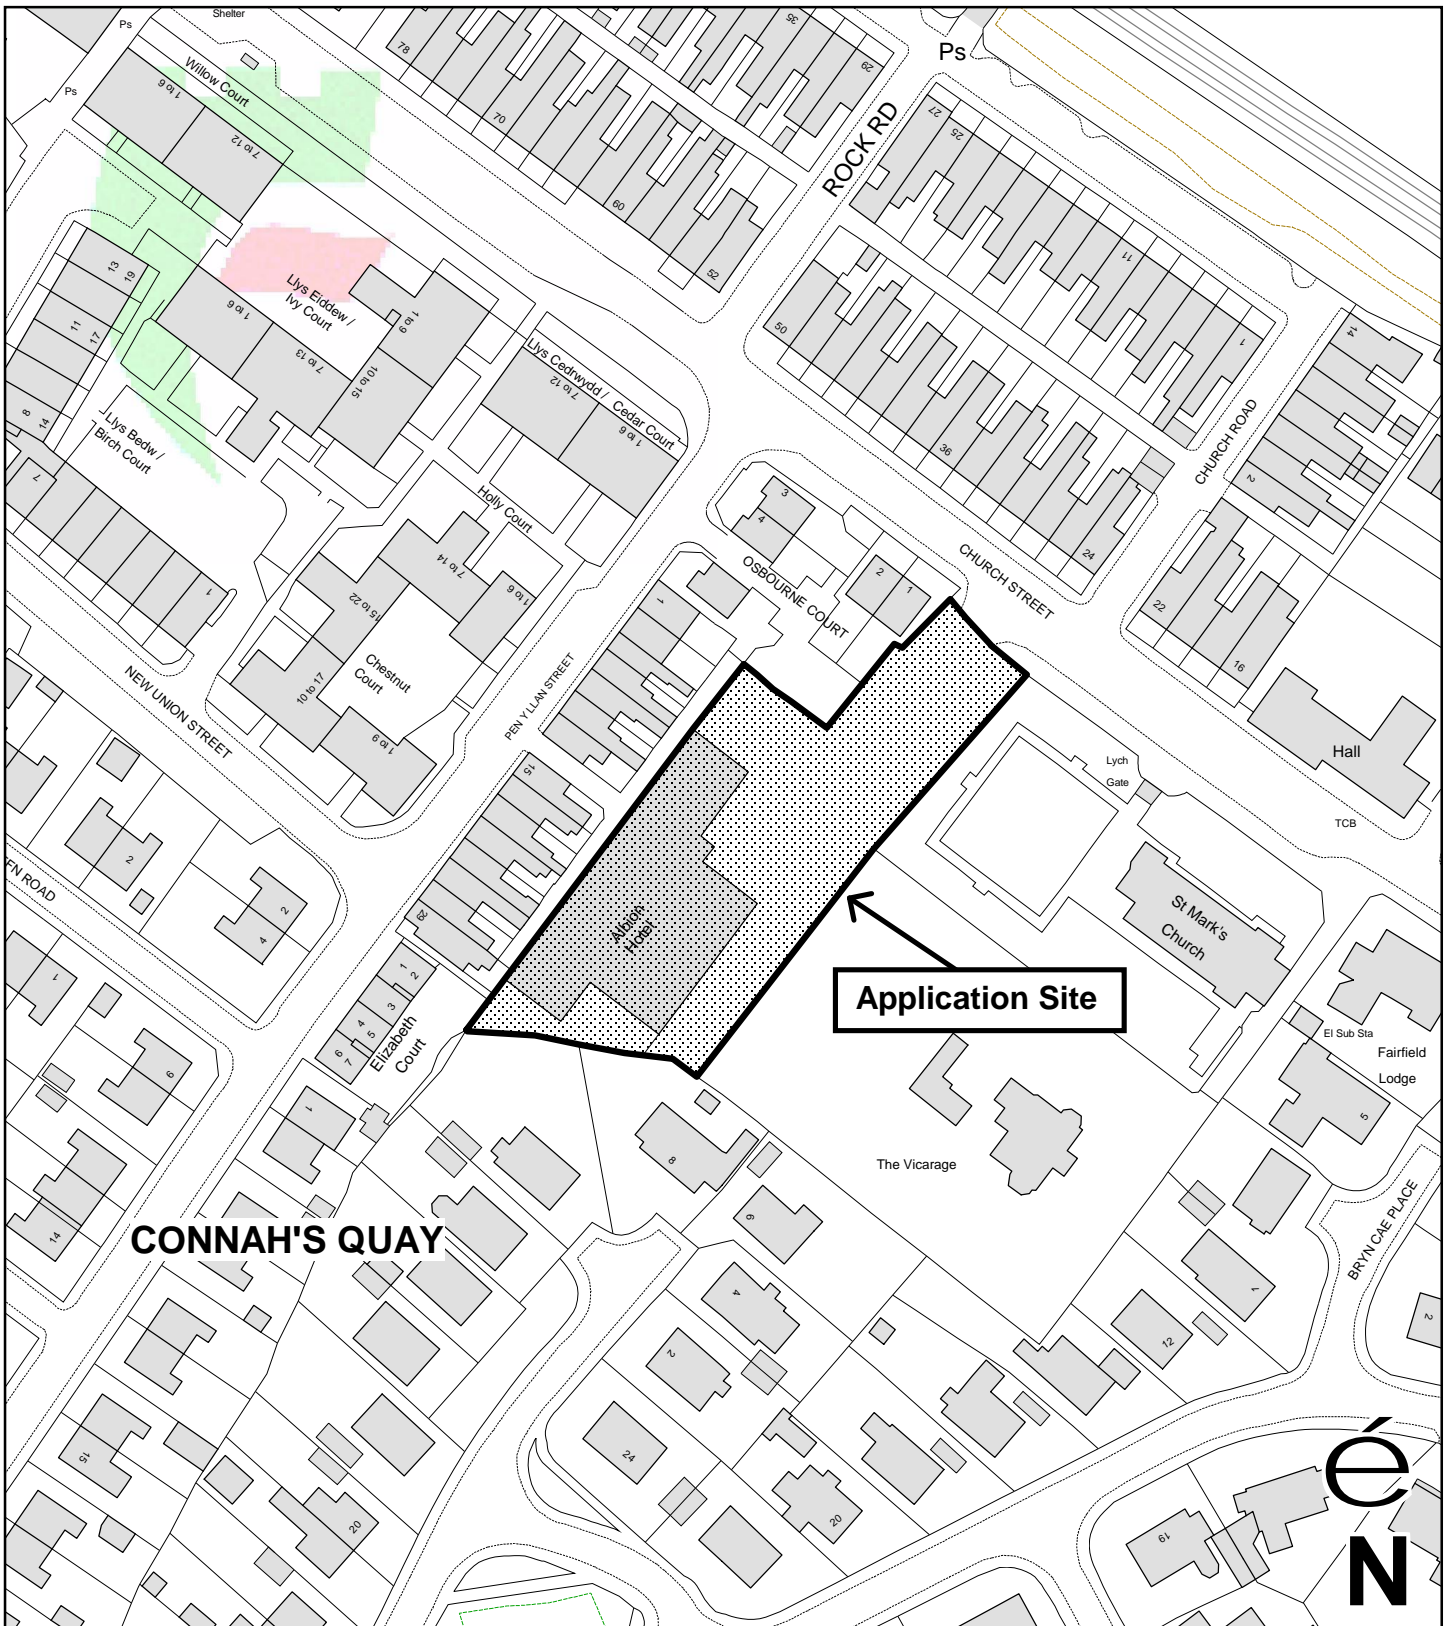 Shelter
Ps
Ps
Willow Court
1 to 6
7 to 12
78
70
60
52
35
29
Ps
ROCK RD
27
25
11
1
50
36
24
CHURCH ROAD
14
2
22
16
13
19
11
17
8
14
7
1
Llys Eiddew /
Ivy Court
1 to 6
7 to 13
1 to 9
10 to 15
Llys Bedw /
Birch Court
Llys Cedrwydd / Cedar Court
7 to 12
1 to 6
Holly Court
7 to 14
1 to 6
15 to 22
Chestnut
Court
10 to 17
1 to 9
3
4
OSBOURNE COURT
2
1
CHURCH STREET
1
PEN Y LLAN STREET
15
29
NEW UNION STREET
2
2
4
EN ROAD
1
Hall
TCB
Lych
Gate
St Mark's
Church
Albion
Hotel
Application Site
El Sub Sta
Fairfield
Lodge
5
1
2
3
4
5
6
7
Elizabeth
Court
1
9
14
8
6
The Vicarage
BRYN CAE PLACE
CONNAH'S QUAY
4
2
7
12
2
15
20
24
20
19
é
N